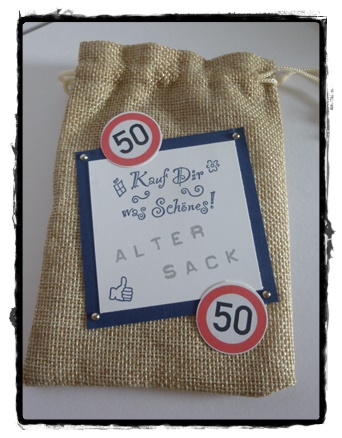 50
Kauf Dir
was Schönes!
ALTER
SACK
50